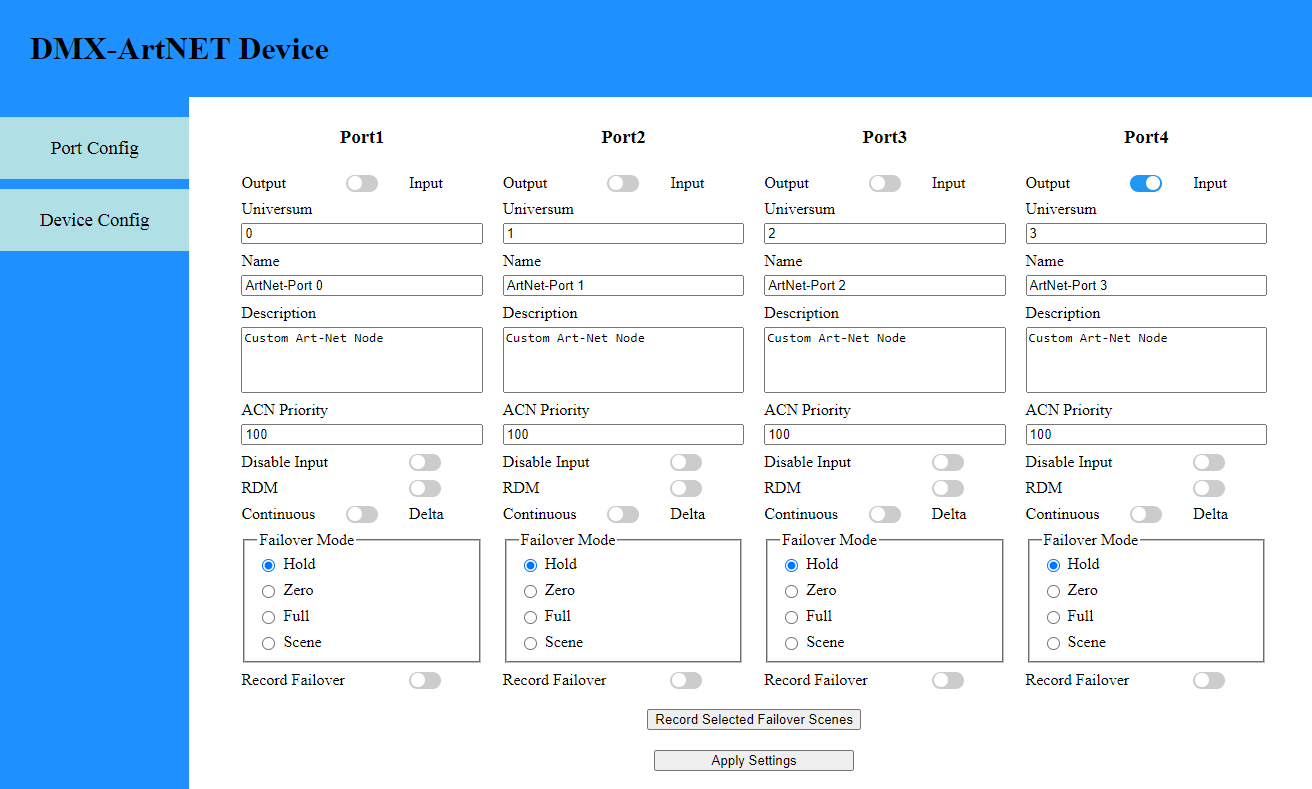 DMX-ArtNET Device
Port Config
Device Config
Port1 Port2 Port3 Port4
Output Input Output Input Output Input Output Input
Universum Universum Universum Universum
0 1 2 3
Name Name Name Name
ArtNet-Port 0 ArtNet-Port 1 ArtNet-Port 2 ArtNet-Port 3
Description Description Description Description
Custom Art-Net Node Custom Art-Net Node Custom Art-Net Node Custom Art-Net Node
ACN Priority ACN Priority ACN Priority ACN Priority
100 100 100 100
Disable Input Disable Input Disable Input Disable Input
RDM RDM RDM RDM
Continuous Delta Continuous Delta Continuous Delta Continuous Delta
Failover Mode Failover Mode Failover Mode Failover Mode
Hold Hold Hold Hold
Zero Zero Zero Zero
Full Full Full Full
Scene Scene Scene Scene
Record Failover Record Failover Record Failover Record Failover
Record Selected Failover Scenes
Apply Settings